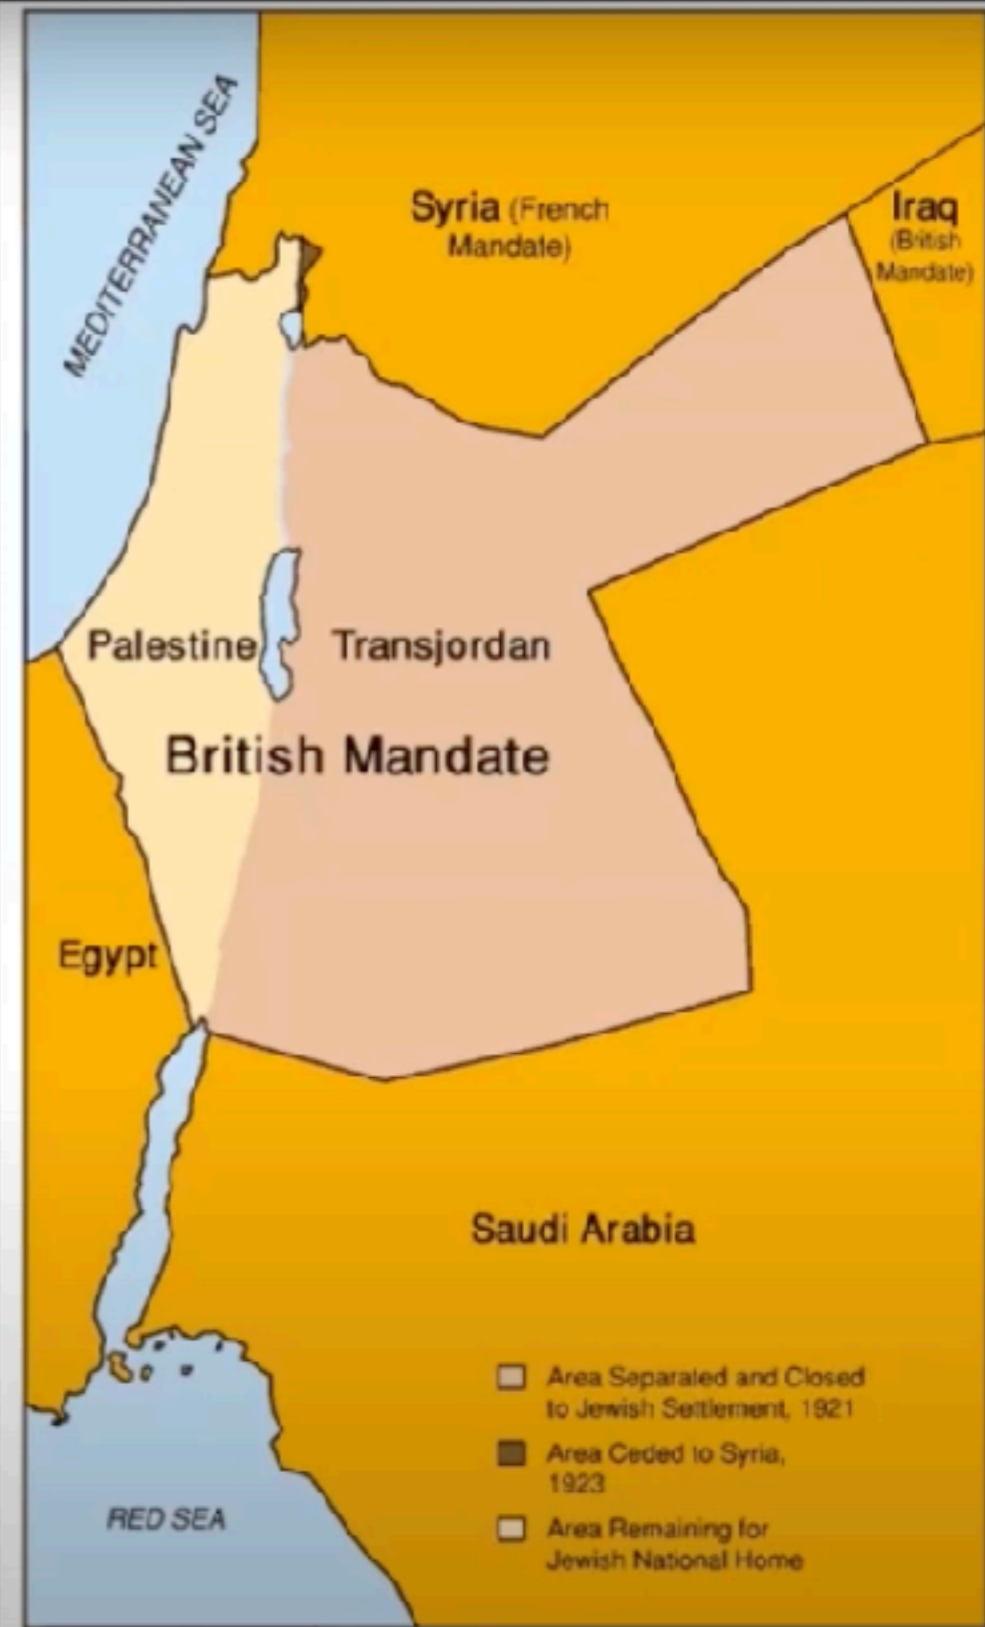 MEDITERRANEAN SEA
Syria (French
Mandate)
Iraq
(British
Mandate)
Palestine
Transjordan
British Mandate
Egypt
Saudi Arabia
Area Separated and Closed
to Jewish Settlement, 1921
Area Ceded to Syria,
1923
Area Remaining for
Jewish National Home
RED SEA